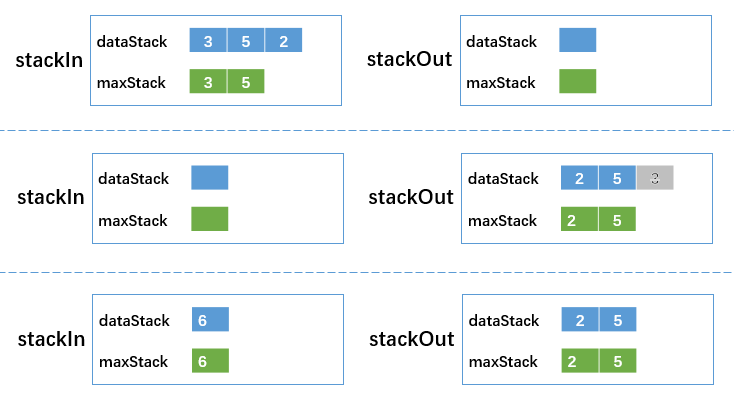 stackIn dataStack 3 5 2
maxStack 3 5
stackOut dataStack
maxStack
stackIn dataStack
maxStack
stackOut dataStack 2 5 3
maxStack 2 5
stackIn dataStack 6
maxStack 6
stackOut dataStack 2 5
maxStack 2 5